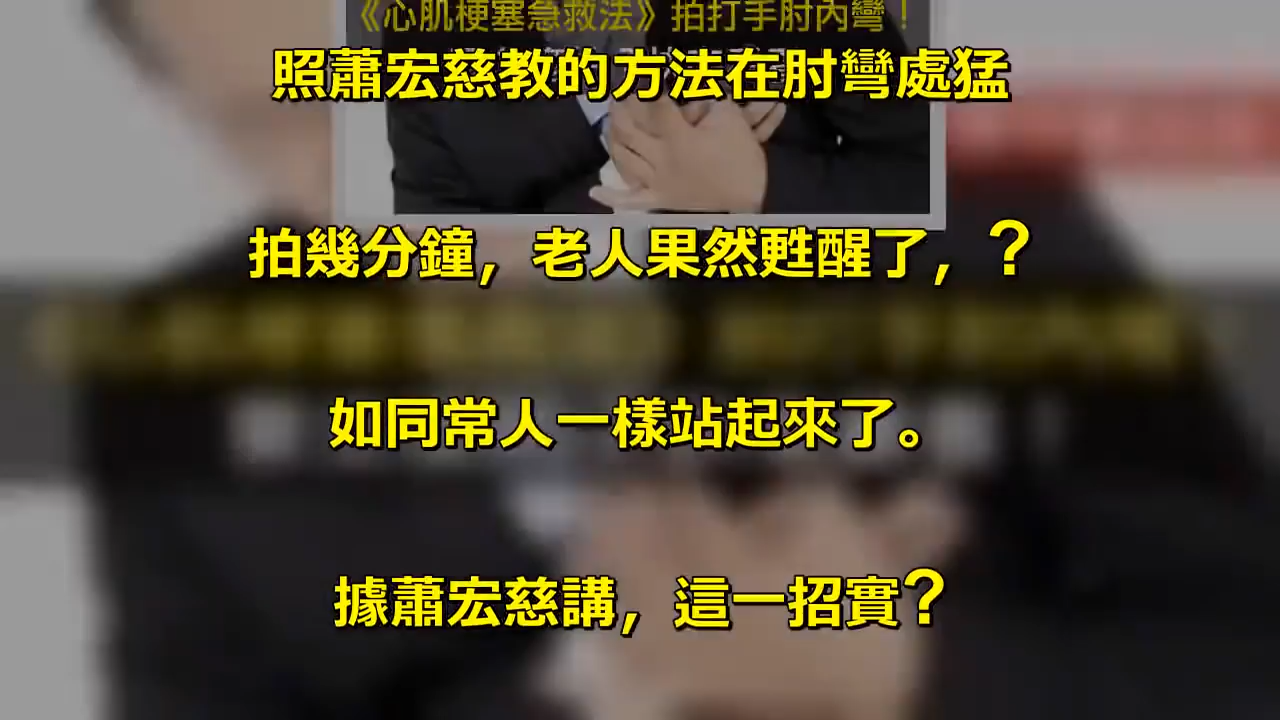 《心肌梗塞急救法》拍打手肘內彎！
照蕭宏慈教的方法在肘彎處猛
拍幾分鐘，老人果然甦醒了，？
如同常人一樣站起來了。
據蕭宏慈講，這一招實？